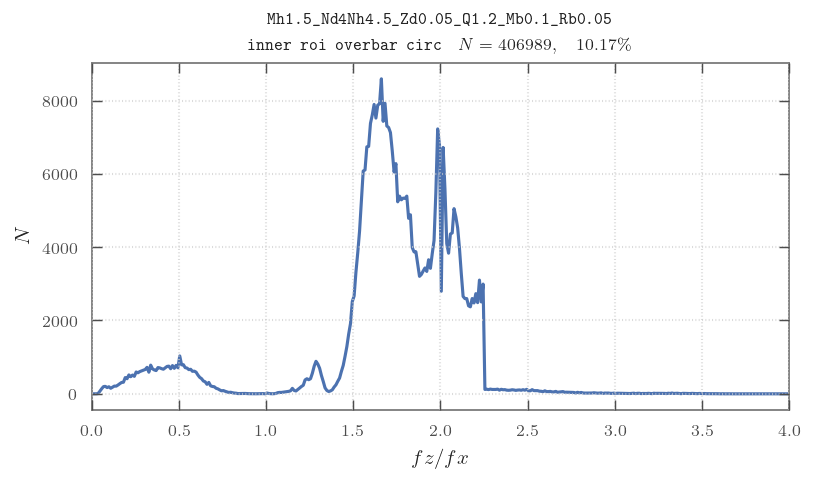 Mh1.5_Nd4Nh4.5_Zd0.05_Q1.2_Mb0.1_Rb0.05
inner roi overbar circ N = 406989, 10.17%
N
8000
6000
4000
2000
0
0.0 0.5 1.0 1.5 2.0 2.5 3.0 3.5 4.0
fz/fx